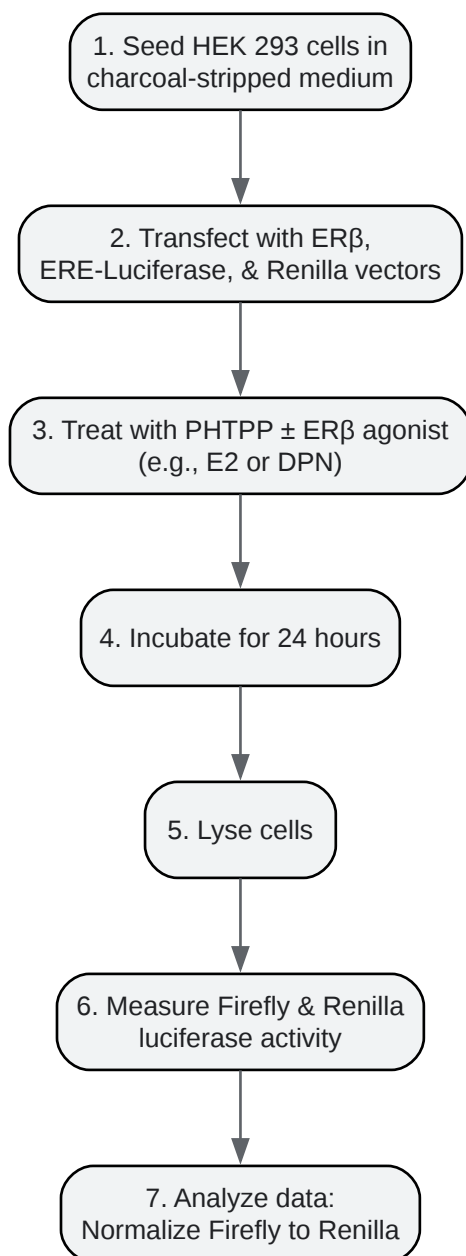 1. Seed HEK 293 cells in
charcoal-stripped medium
2. Transfect with ERβ,
ERE-Luciferase, & Renilla vectors
3. Treat with PHTPP ± ERβ agonist
(e.g., E2 or DPN)
4. Incubate for 24 hours
5. Lyse cells
6. Measure Firefly & Renilla
luciferase activity
7. Analyze data:
Normalize Firefly to Renilla